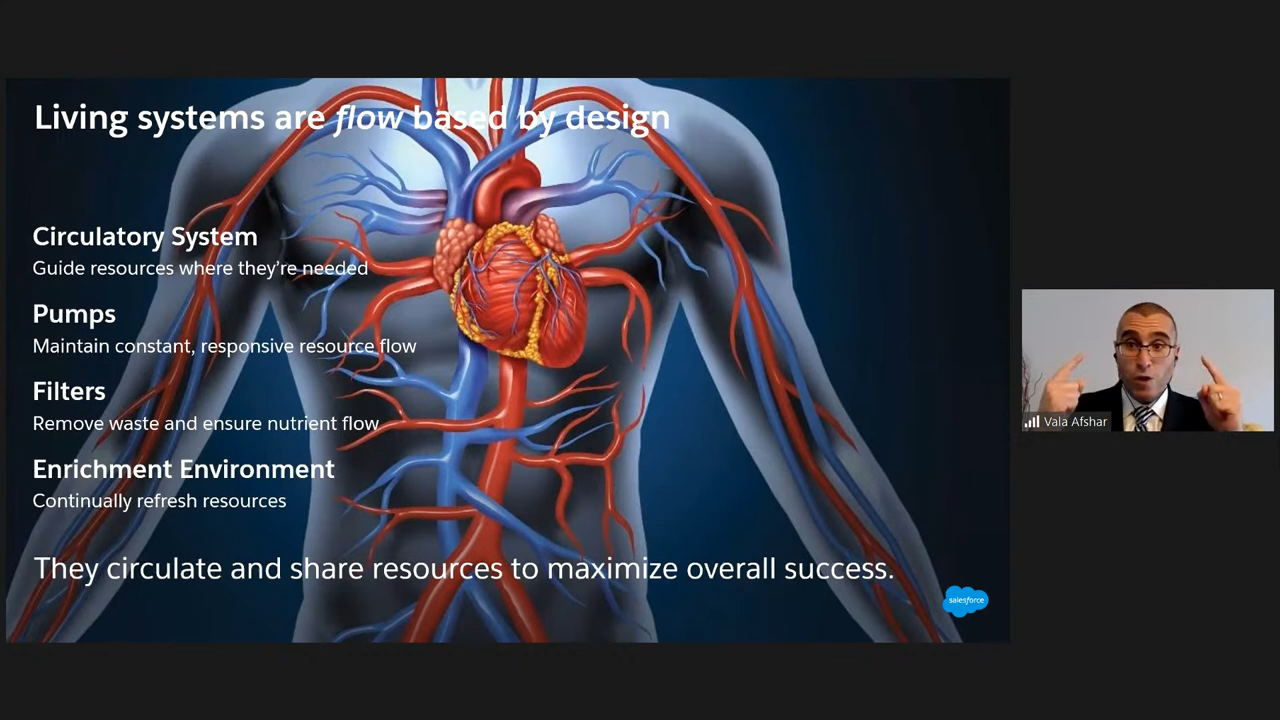 Living systems are flow based by design
Circulatory System
Guide resources where they’re needed
Pumps
Maintain constant, responsive resource flow
Filters
Remove waste and ensure nutrient flow
Enrichment Environment
Continually refresh resources
They circulate and share resources to maximize overall success.
salesforce
Vala Afshar